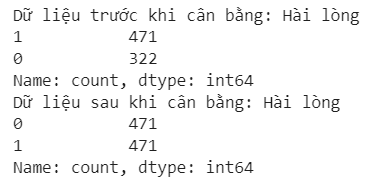 Dữ liệu trước khi cân bằng: Hài lòng
1 471
0 322
Name: count, dtype: int64
Dữ liệu sau khi cân bằng: Hài lòng
0 471
1 471
Name: count, dtype: int64